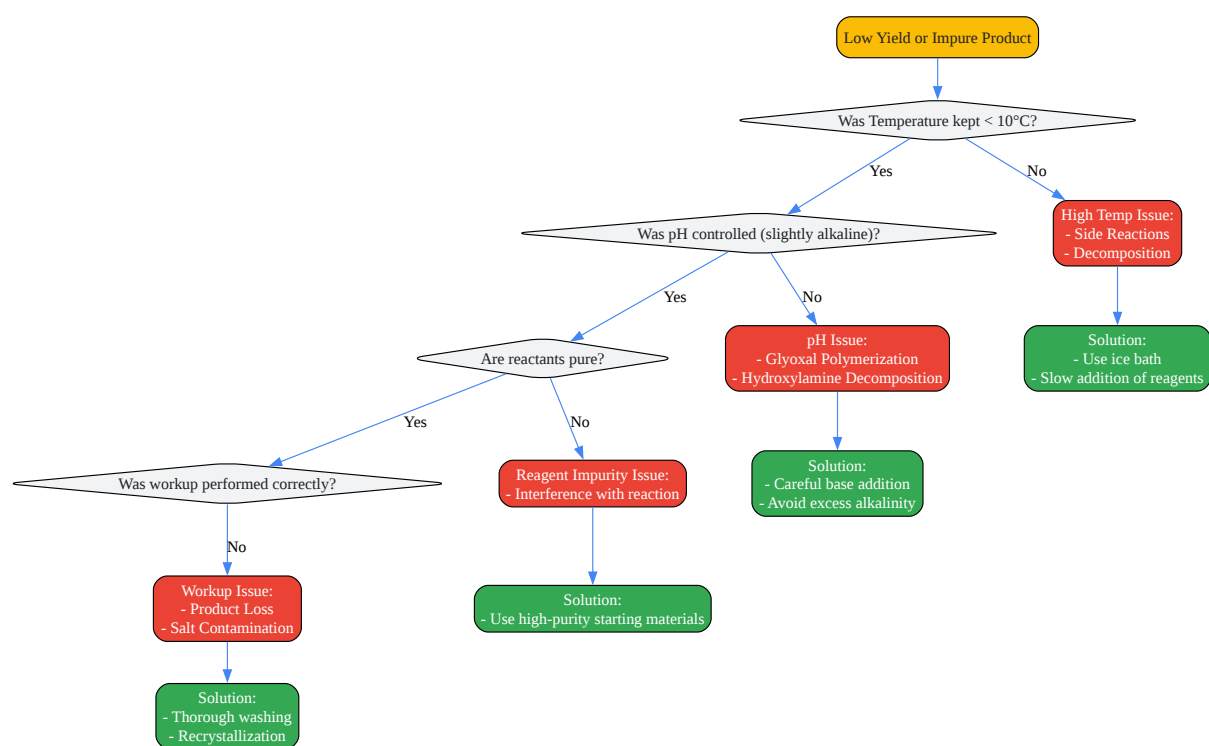 Low Yield or Impure Product
Was Temperature kept < 10°C?
Yes
No
High Temp Issue:
- Side Reactions
- Decomposition
Was pH controlled (slightly alkaline)?
Yes
No
Solution:
- Use ice bath
- Slow addition of reagents
pH Issue:
- Glyoxal Polymerization
- Hydroxylamine Decomposition
Are reactants pure?
Yes
No
Solution:
- Careful base addition
- Avoid excess alkalinity
Reagent Impurity Issue:
- Interference with reaction
Was workup performed correctly?
No
Solution:
- Use high-purity starting materials
Workup Issue:
- Product Loss
- Salt Contamination
Solution:
- Thorough washing
- Recrystallization